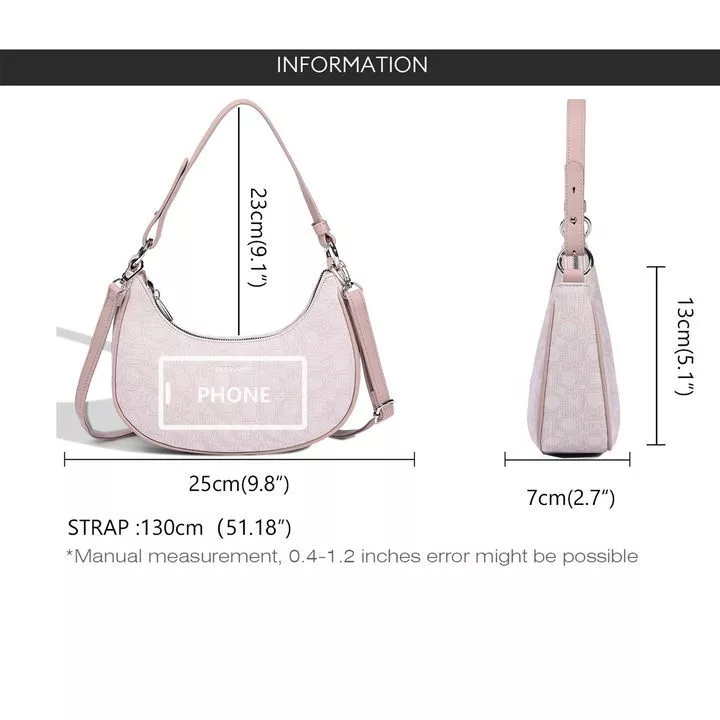 INFORMATION
23cm(9.1”)
PHONE
13cm(5.1”)
25cm(9.8”)
7cm(2.7”)
STRAP :130cm（51.18”)
*Manual measurement, 0.4-1.2 inches error might be possible